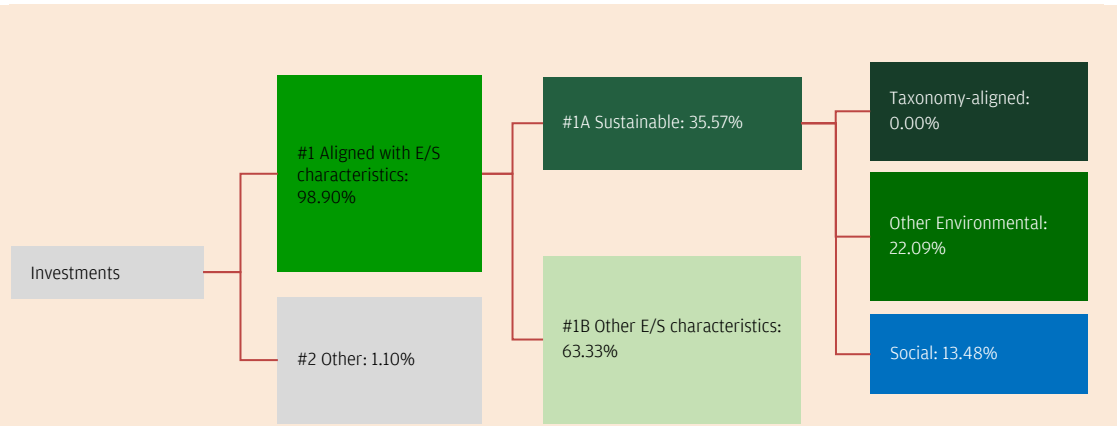 Investments
#1 Aligned with E/S
characteristics:
98.90%
#2 Other: 1.10%
#1A Sustainable: 35.57%
#1B Other E/S characteristics:
63.33%
Taxonomy-aligned:
0.00%
Other Environmental:
22.09%
Social: 13.48%